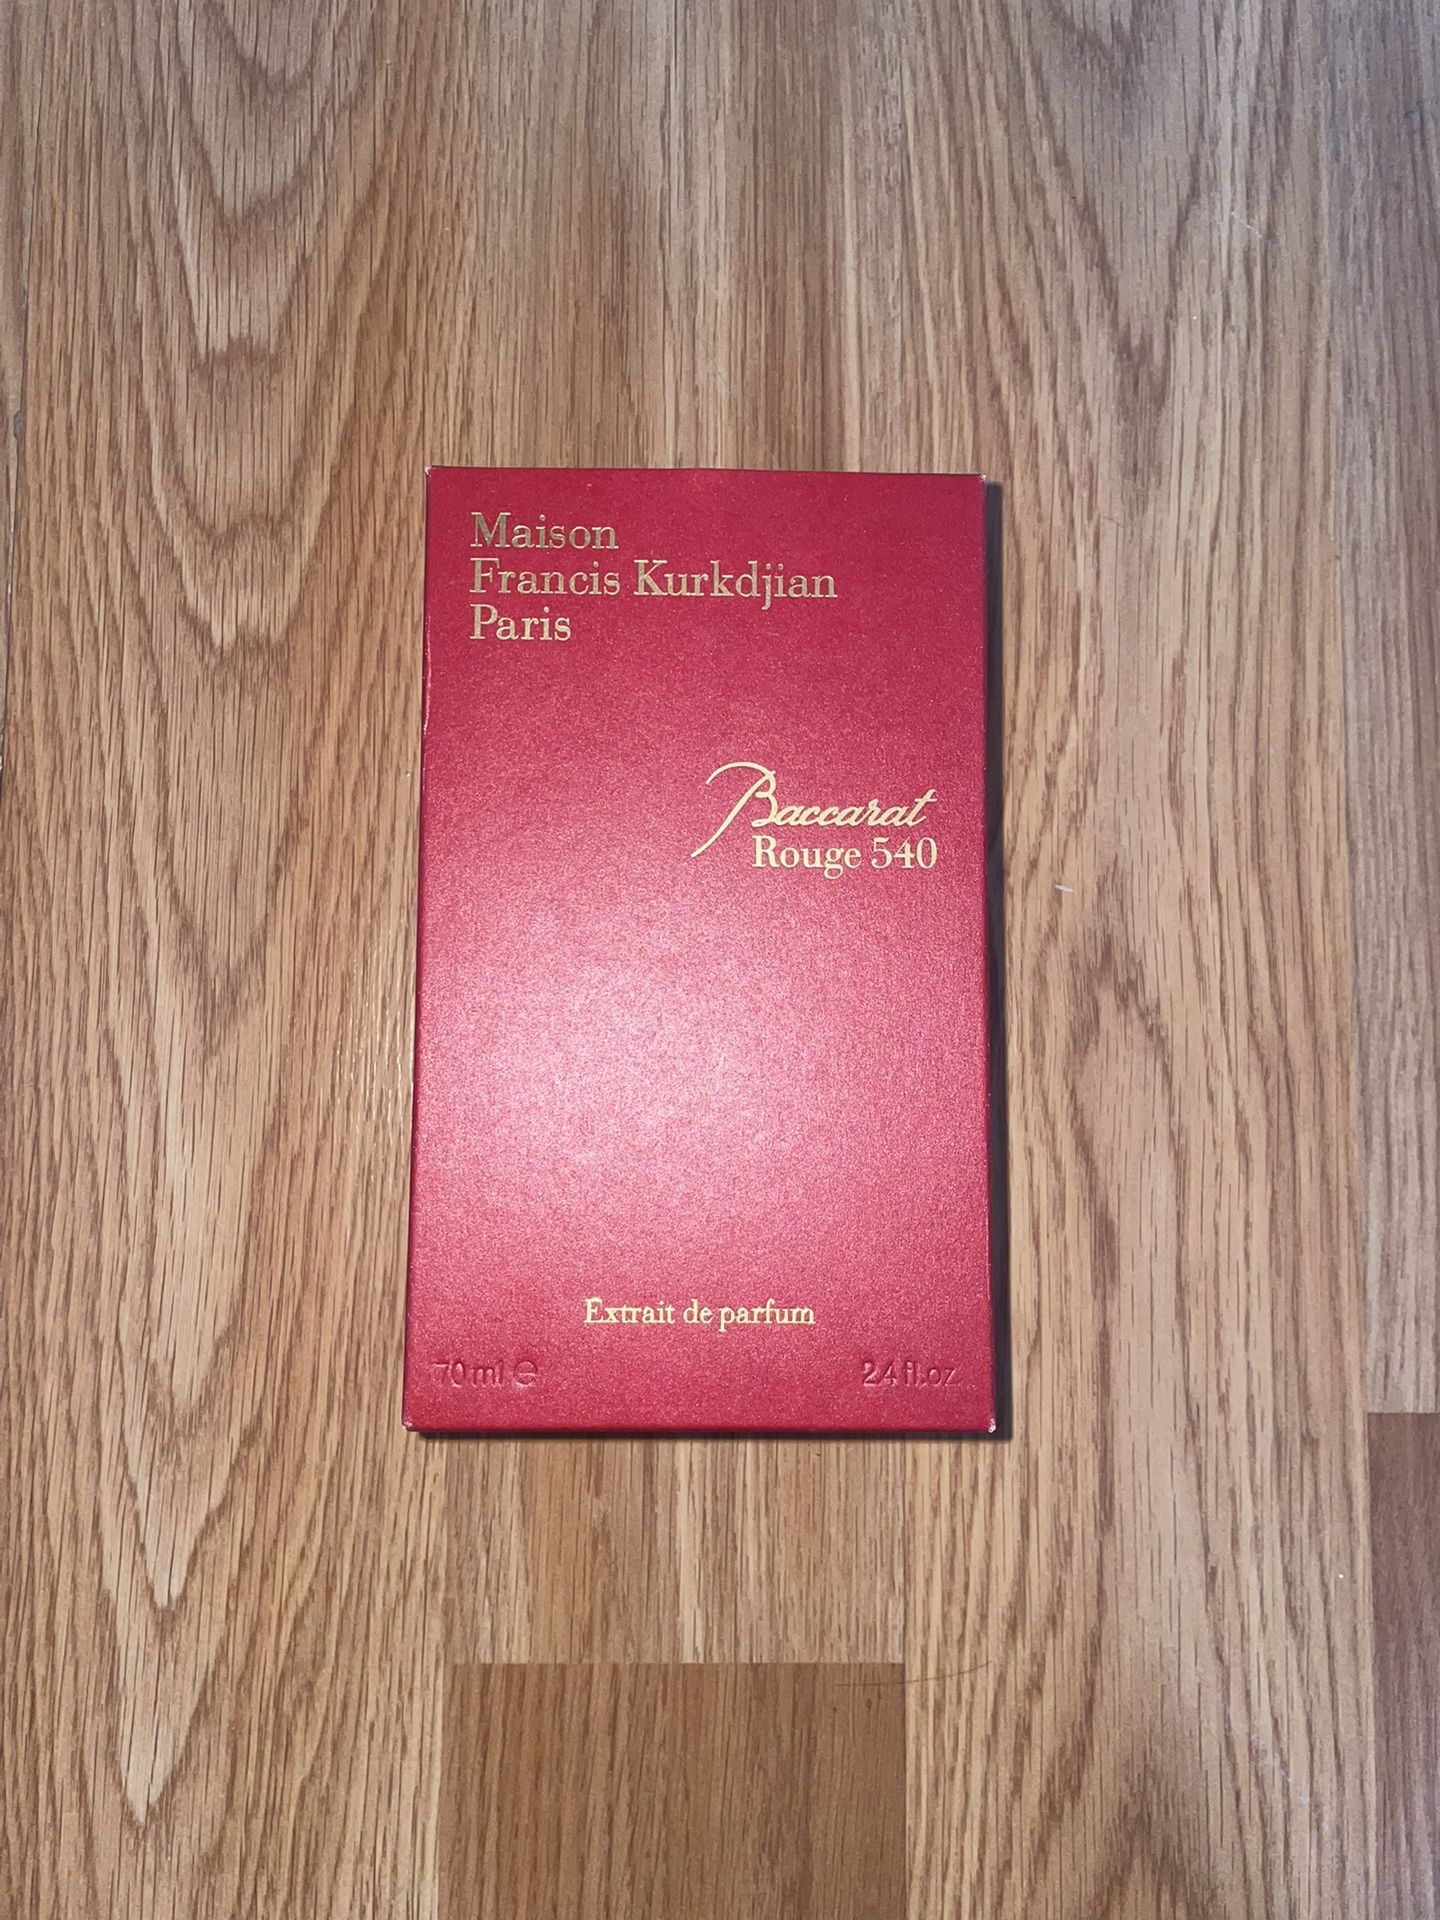 Maison
Francis Kurkdjian
Paris
Baccarat
Rouge 540
Extrait de parfum
70 ml ℮ 2.4 fl.oz.